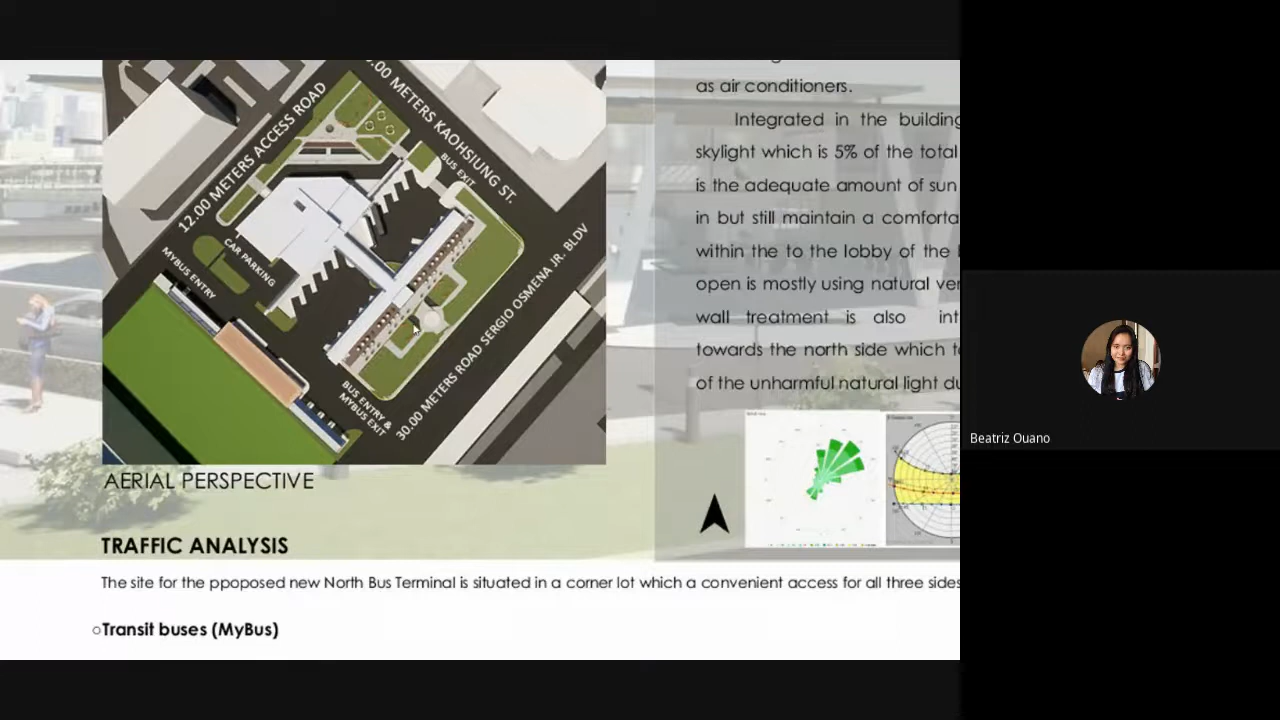 12.00 METERS ACCESS ROAD
.00 METERS KAOHSIUNG ST.
BUS EXIT
CAR PARKING
MYBUS ENTRY
BUS ENTRY &
MYBUS EXIT
30.00 METERS ROAD SERGIO OSMENA JR. BLDV
AERIAL PERSPECTIVE
as air conditioners.
Integrated in the building
skylight which is 5% of the total
is the adequate amount of sun
in but still maintain a comforta
within the to the lobby of the
open is mostly using natural ver
wall treatment is also int
towards the north side which to
of the unharmful natural light du
TRAFFIC ANALYSIS
The site for the ppoposed new North Bus Terminal is situated in a corner lot which a convenient access for all three sides
○Transit buses (MyBus)
Beatriz Ouano